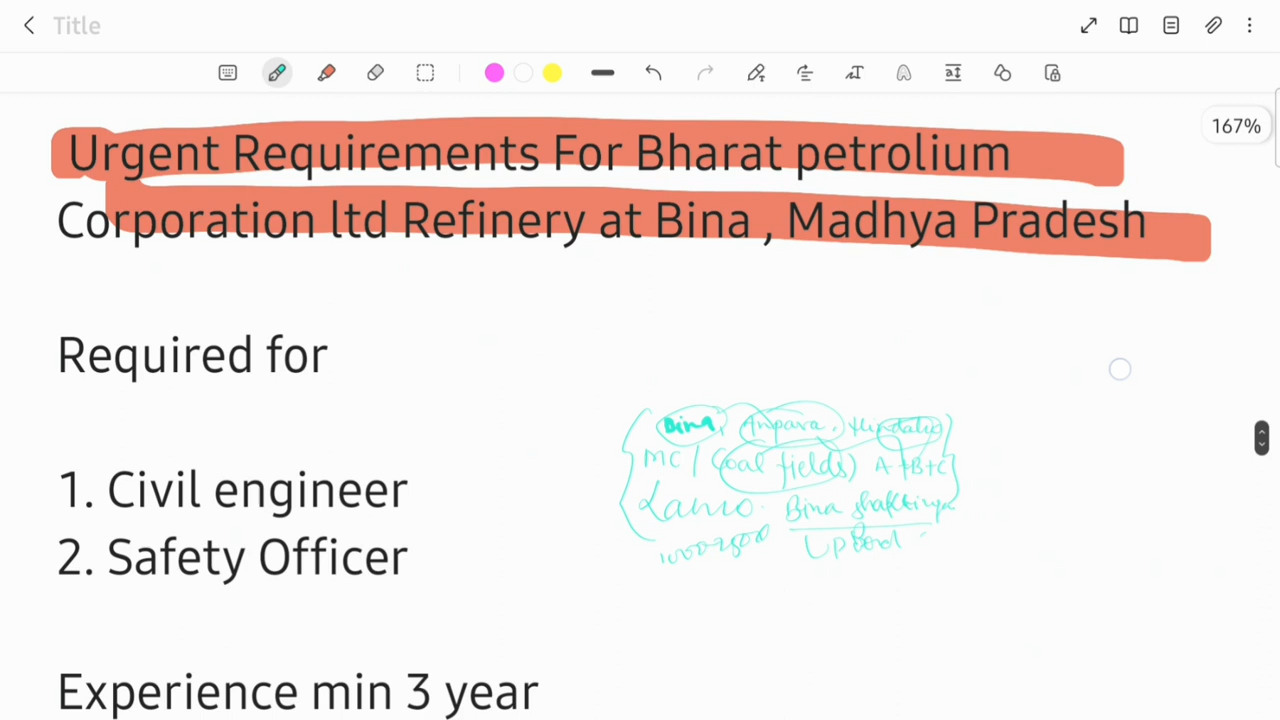 Title
167%
Urgent Requirements For Bharat petrolium
Corporation ltd Refinery at Bina , Madhya Pradesh
Required for
Bina, Anpara,
MC / Coal fields) A+B+C
1. Civil engineer
Bina
2. Safety Officer
Experience min 3 year